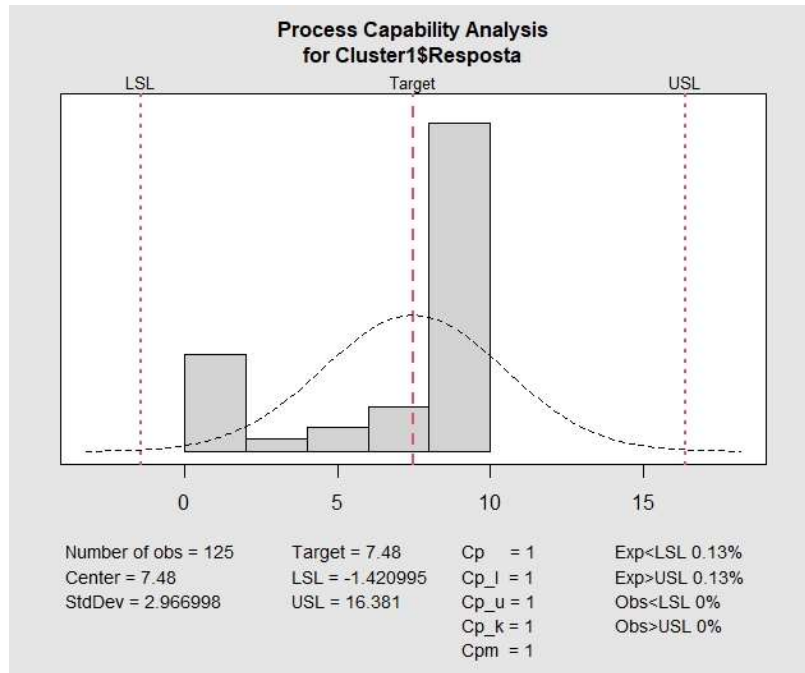 Process Capability Analysis
for Cluster1$Resposta
LSL Target USL
0 5 10 15
Number of obs = 125
Center = 7.48
StdDev = 2.966998
Target = 7.48
LSL = -1.420995
USL = 16.381
Cp = 1
Cp_l = 1
Cp_u = 1
Cp_k = 1
Cpm = 1
Exp<LSL 0.13%
Exp>USL 0.13%
Obs<LSL 0%
Obs>USL 0%